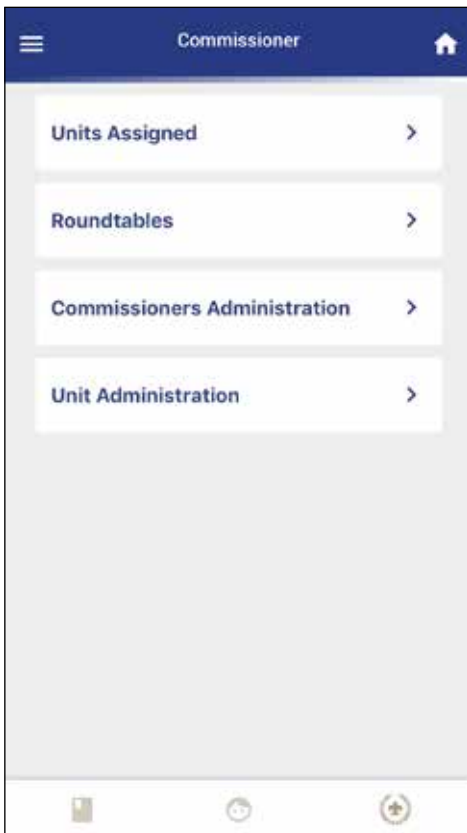 Commissioner
Units Assigned
Roundtables
Commissioners Administration
Unit Administration